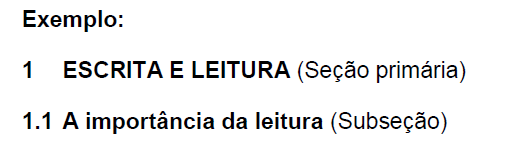 Exemplo:
1 ESCRITA E LEITURA (Seção primária)
1.1 A importância da leitura (Subseção)